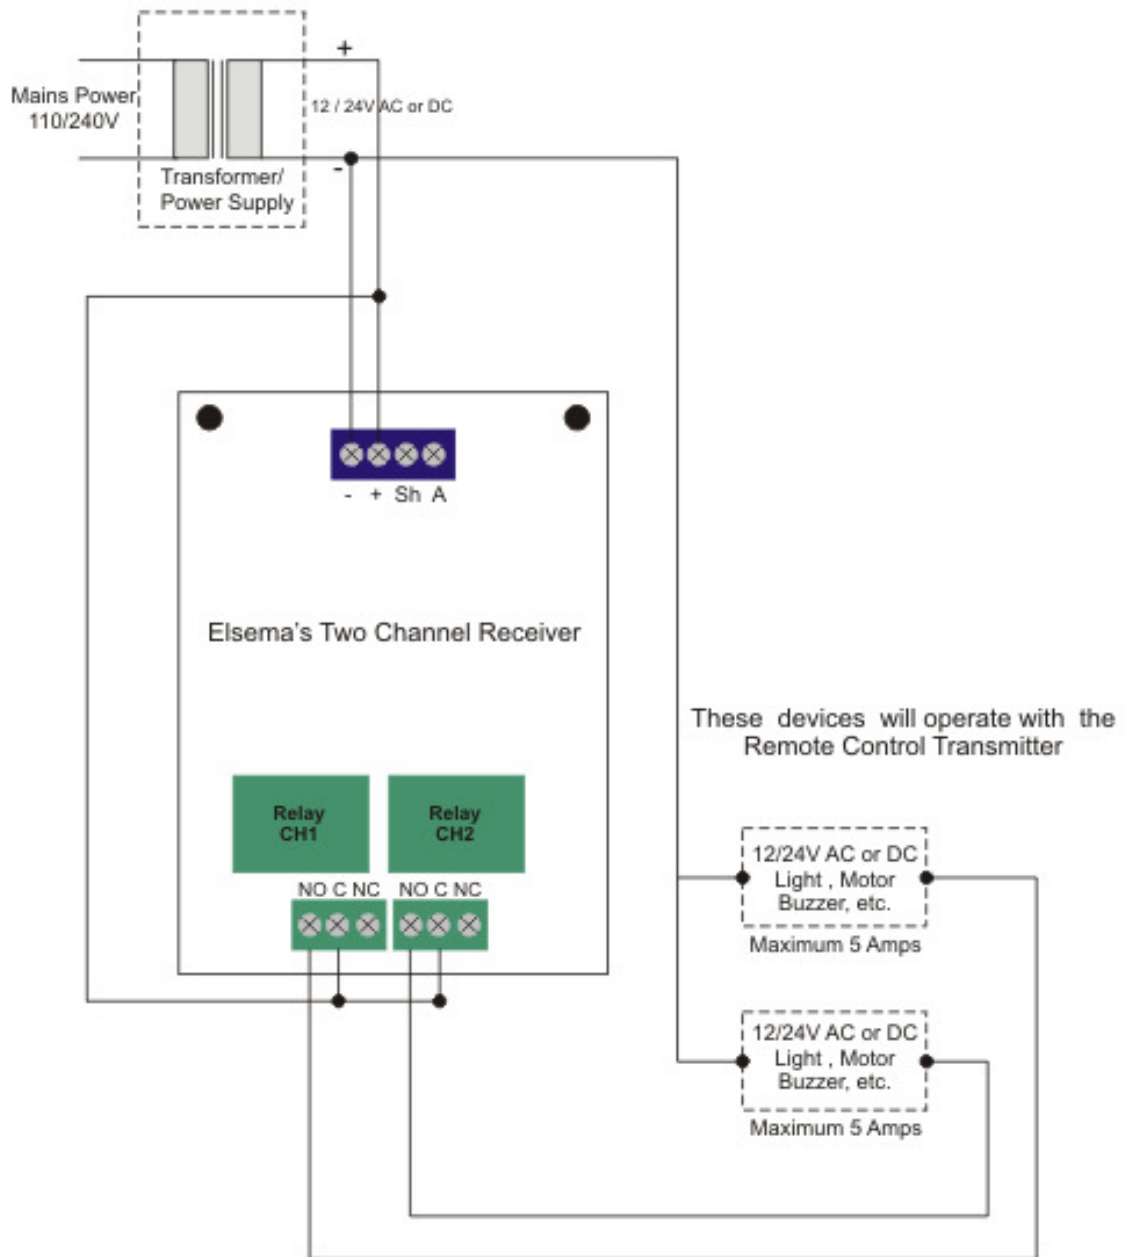 +
Mains Power
110/240V
12 / 24V AC or DC
-
Transformer/
Power Supply
- + Sh A
Elsema's Two Channel Receiver
These devices will operate with the
Remote Control Transmitter
Relay
CH1
Relay
CH2
NO C NC
NO C NC
12/24V AC or DC
Light , Motor
Buzzer, etc.
Maximum 5 Amps
12/24V AC or DC
Light , Motor
Buzzer, etc.
Maximum 5 Amps